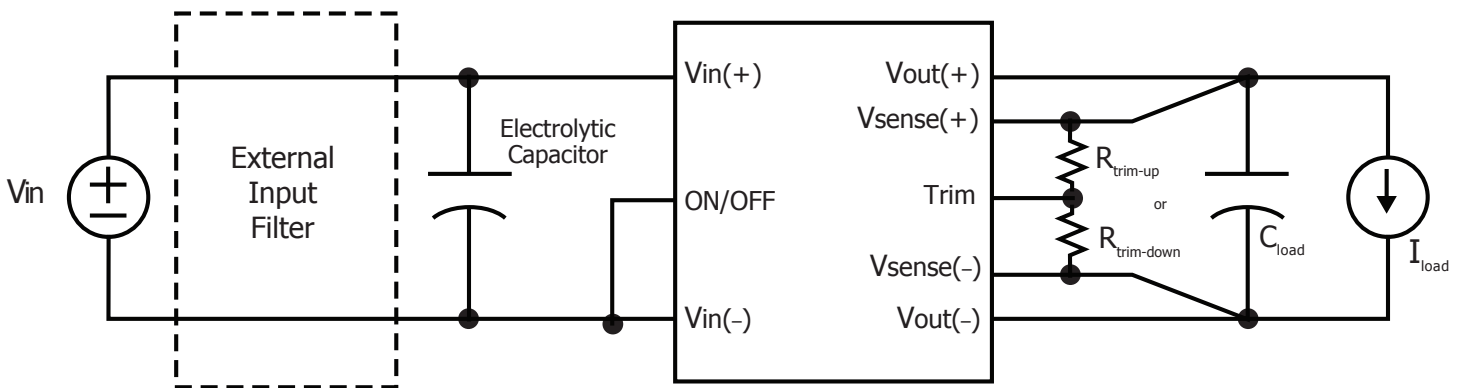 Vin
External
Input
Filter
Electrolytic
Capacitor
Vin(+)
ON/OFF
Vin(–)
Vout(+)
Vsense(+)
Trim
Vsense(–)
Vout(–)
Rtrim-up
or
Rtrim-down
Cload
Iload